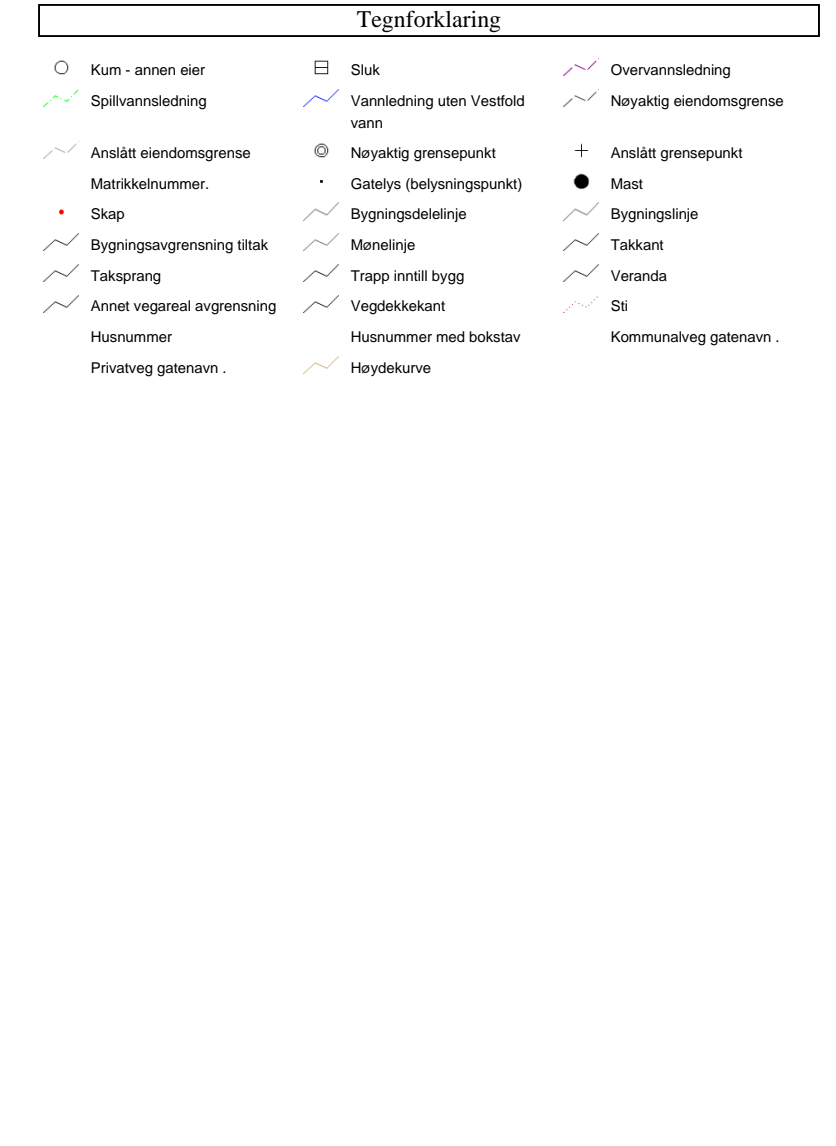 Tegnforklaring
Kum - annen eier
Sluk
Overvannsledning
Spillvannsledning
Vannledning uten Vestfold
vann
Nøyaktig eiendomsgrense
Anslått eiendomsgrense
Nøyaktig grensepunkt
Anslått grensepunkt
Matrikkelnummer.
Gatelys (belysningspunkt)
Mast
Skap
Bygningsdelelinje
Bygningslinje
Bygningsavgrensning tiltak
Mønelinje
Takkant
Taksprang
Trapp inntill bygg
Veranda
Annet vegareal avgrensning
Vegdekkekant
Sti
Husnummer
Husnummer med bokstav
Kommunalveg gatenavn .
Privatveg gatenavn .
Høydekurve